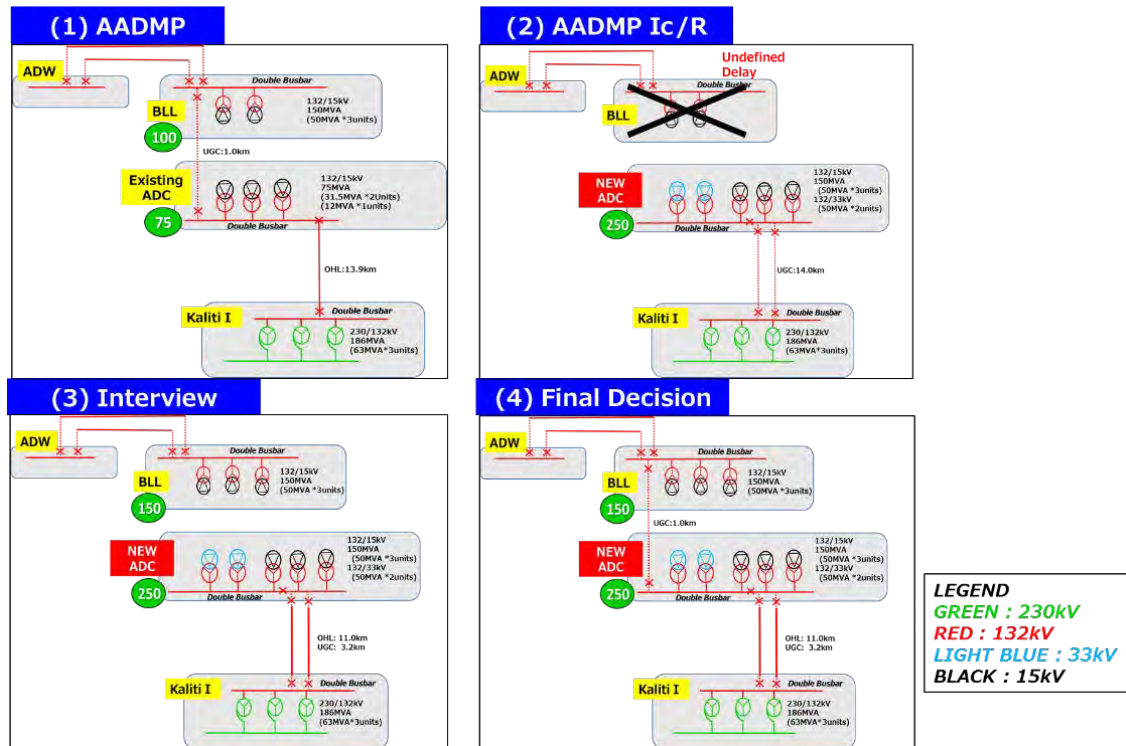 (1) AADMP
ADW
Double Busbar
132/15kV
150MVA
(50MVA *3units)
BLL
100
UGC:1.0km
Existing
ADC
75
132/15kV
75MVA
(31.5MVA *2Units)
(12MVA *1units)
Double Busbar
OHL:13.9km
Kaliti I
Double Busbar
230/132kV
186MVA
(63MVA*3units)
(2) AADMP Ic/R
Undefined
Delay
ADW
Double Busbar
BLL
NEW
ADC
250
132/15kV
150MVA
(50MVA *3units)
132/33kV
(50MVA *2units)
Double Busbar
UGC:14.0km
Kaliti I
Double Busbar
230/132kV
186MVA
(63MVA*3units)
(3) Interview
ADW
Double Busbar
132/15kV
150MVA
(50MVA *3units)
BLL
150
NEW
ADC
250
132/15kV
150MVA
(50MVA *3units)
132/33kV
(50MVA *2units)
Double Busbar
OHL: 11.0km
UGC: 3.2km
Kaliti I
Double Busbar
230/132kV
186MVA
(63MVA*3units)
(4) Final Decision
ADW
Double Busbar
132/15kV
150MVA
(50MVA *3units)
BLL
150
UGC:1.0km
NEW
ADC
250
132/15kV
150MVA
(50MVA *3units)
132/33kV
(50MVA *2units)
Double Busbar
OHL: 11.0km
UGC: 3.2km
Kaliti I
Double Busbar
230/132kV
186MVA
(63MVA*3units)
LEGEND
GREEN : 230kV
RED : 132kV
LIGHT BLUE : 33kV
BLACK : 15kV